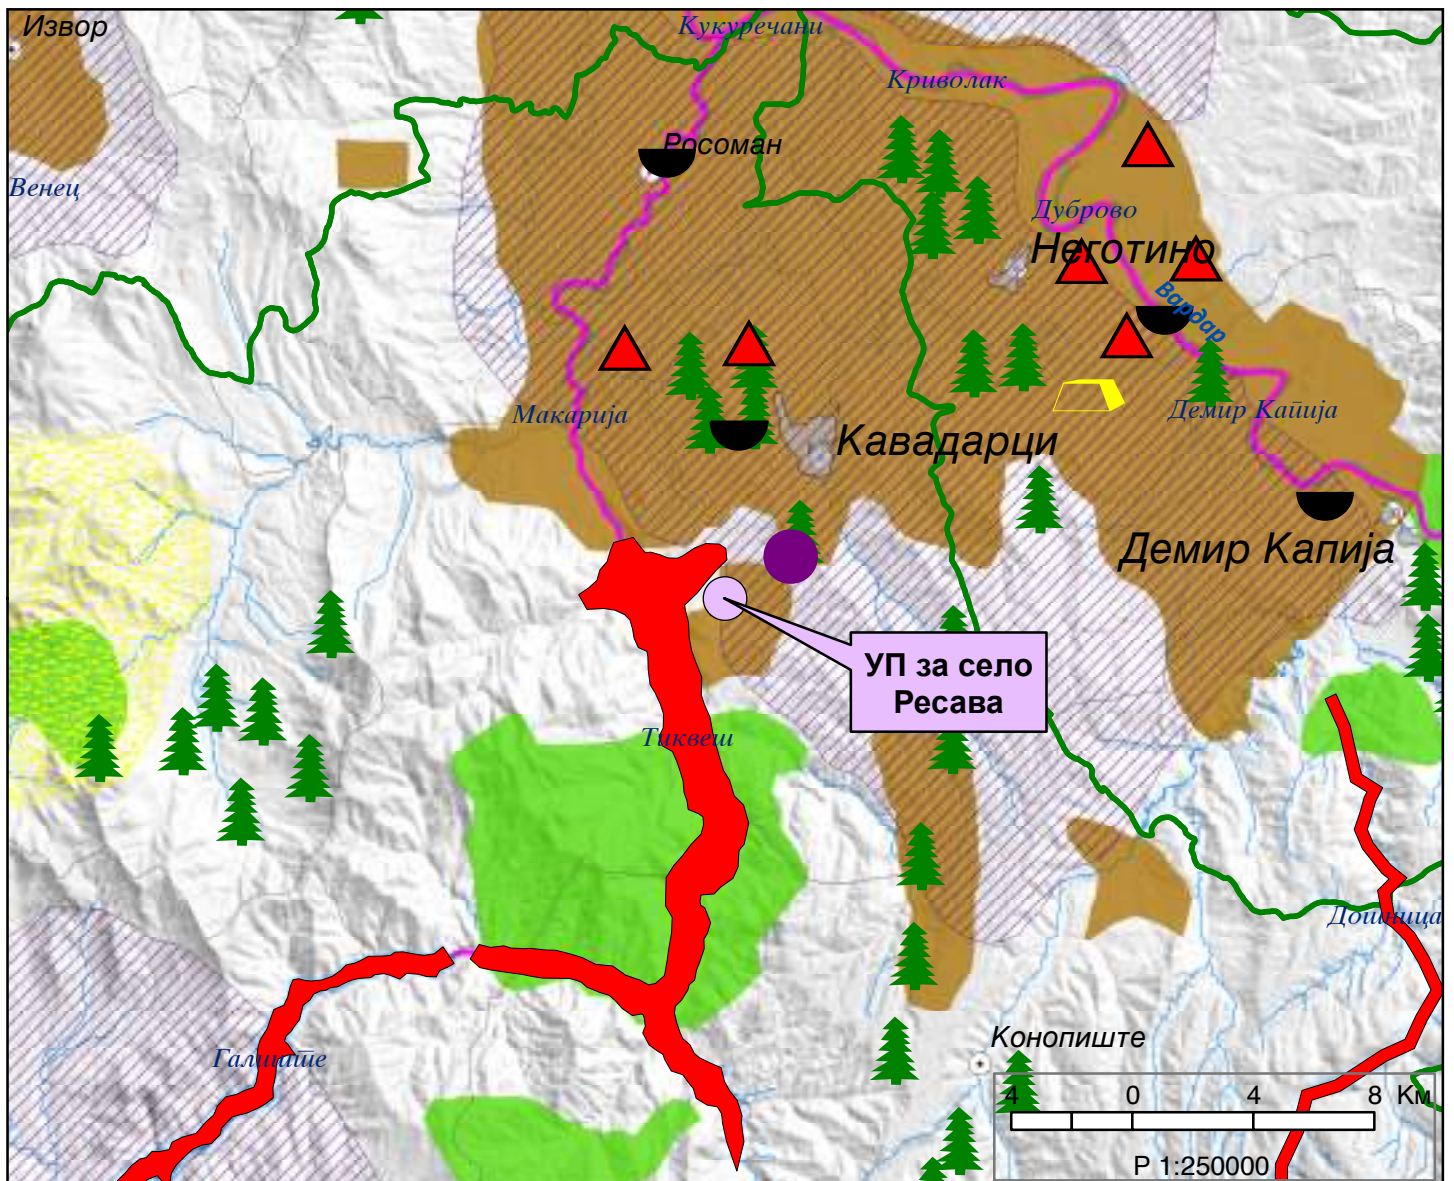 Извор
Кукуречани
Криволак
Росоман
Венец
Дуброво
Неготино
Вардар
Макарија
Демир Капија
Кавадарци
Демир Капија
УП за село
Ресава
Тиквеш
Дошница
Конопиште
Галиште
4 0 4 8 Км
Р 1:250000